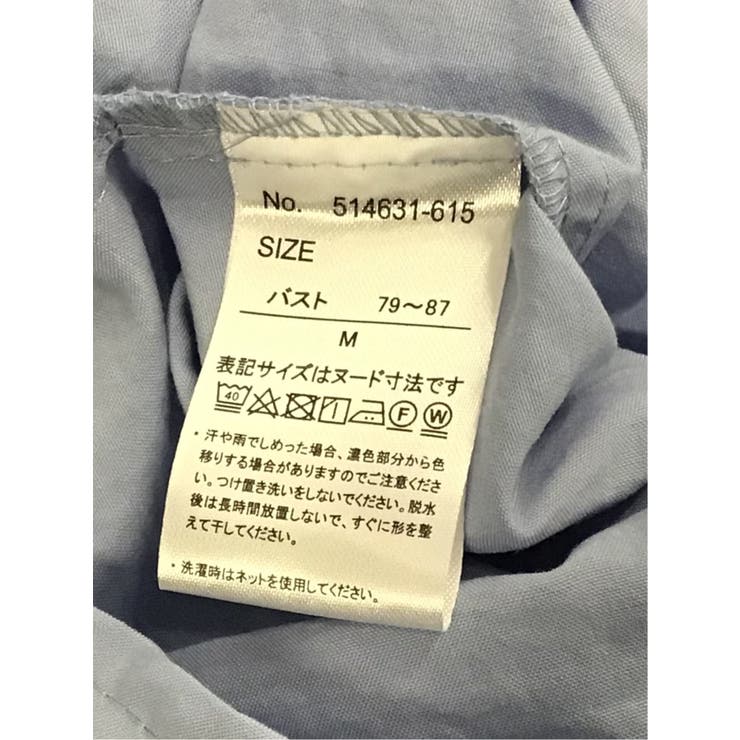 No. 514631-615
SIZE
バスト 79～87
M
表記サイズはヌード寸法です
40 F W
・汗や雨でしめった場合、濃色部分から色
移りする場合がありますのでご注意くださ
い。つけ置き洗いをしないでください。脱水
後は長時間放置しないで、すぐに形を整
えて干してください。
・洗濯時はネットを使用してください。